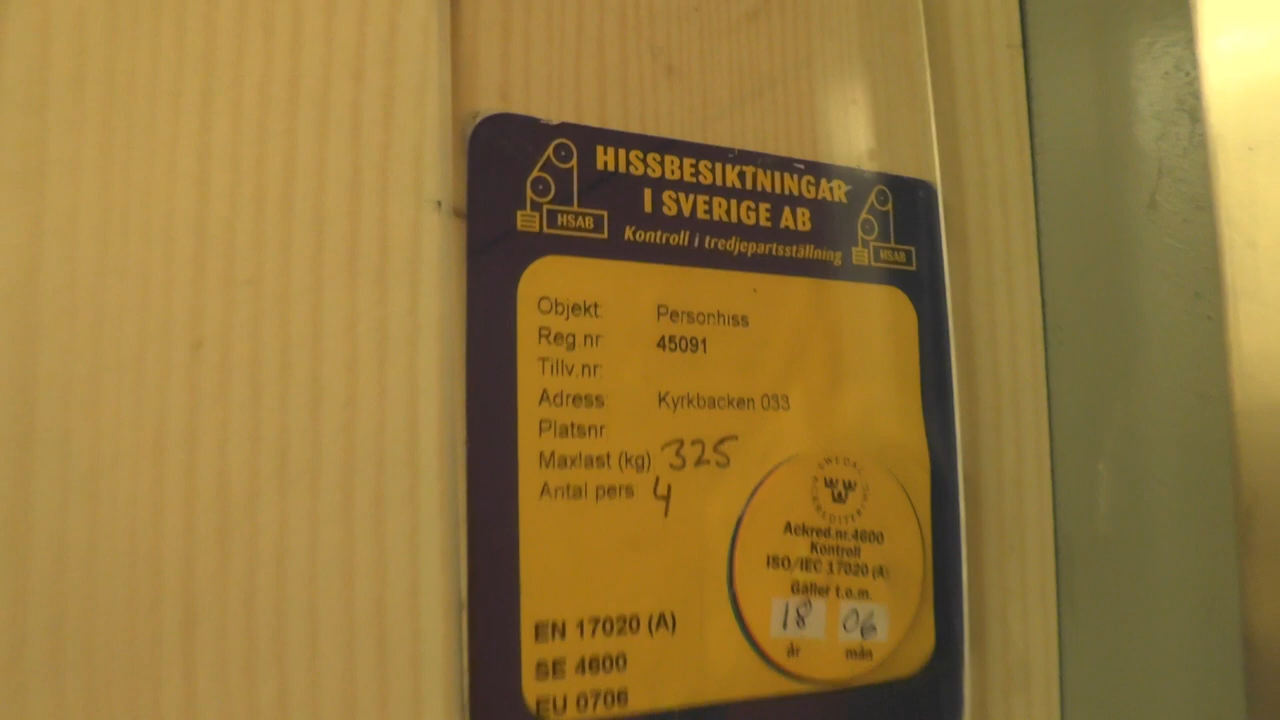 HISSBESIKTNINGAR
I SVERIGE AB
Kontroll i tredjepartsställning
HSAB
HSAB
Objekt: Personhiss
Reg.nr: 45091
Tillv.nr:
Adress: Kyrkbacken 033
Platsnr
Maxlast (kg) 325
Antal pers: 4
SWEDAC
ACKREDITERING
Ackred.nr.4600
Kontroll
ISO/IEC 17020 (A)
Gäller t.o.m.
18 06
år mån
EN 17020 (A)
SE 4600
EU 0706